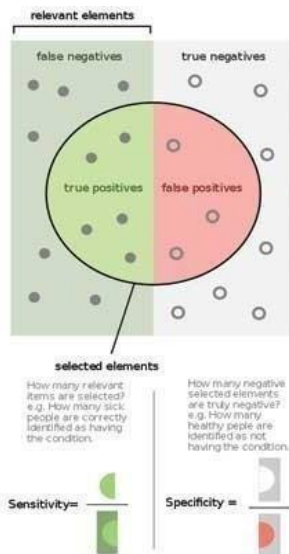 relevant elements
false negatives
true negatives
true positives
false positives
selected elements
How many relevant
items are selected?
e.g. How many sick
people are correctly
identified as having
the condition.
How many negative
selected elements
are truly negative?
e.g. How many
healthy peple are
identified as not
having the condition.
Sensitivity=
Specificity =